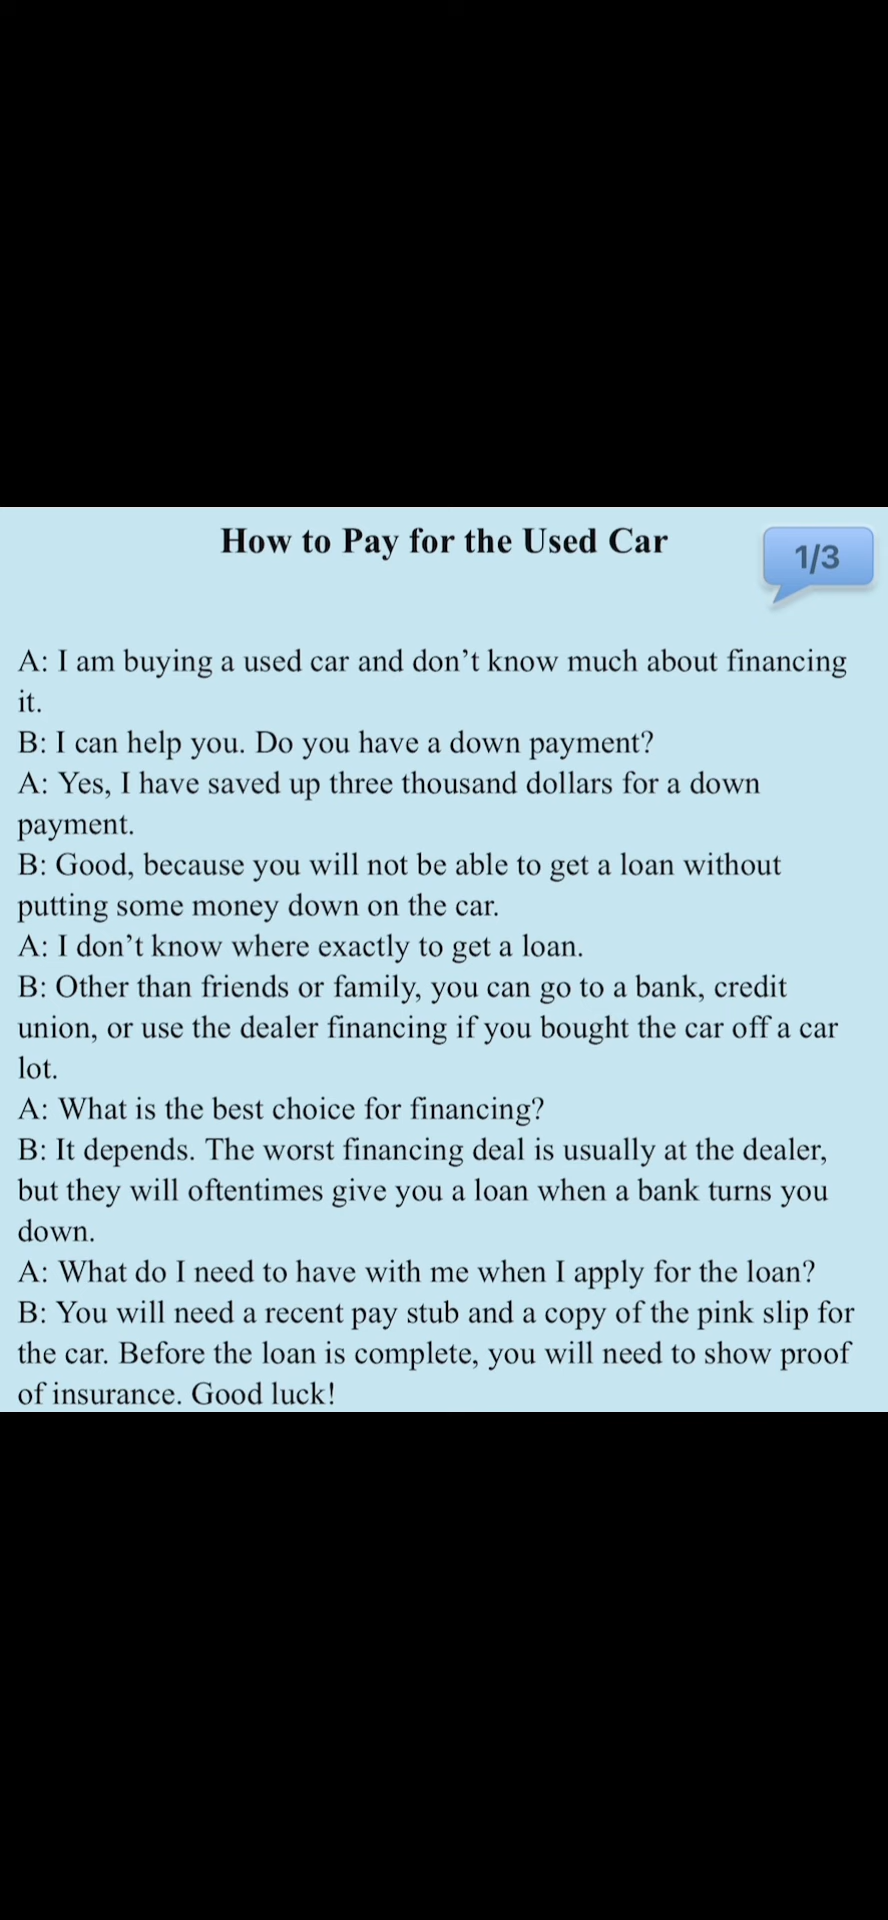 How to Pay for the Used Car
1/3
A: I am buying a used car and don’t know much about financing
it.
B: I can help you. Do you have a down payment?
A: Yes, I have saved up three thousand dollars for a down
payment.
B: Good, because you will not be able to get a loan without
putting some money down on the car.
A: I don’t know where exactly to get a loan.
B: Other than friends or family, you can go to a bank, credit
union, or use the dealer financing if you bought the car off a car
lot.
A: What is the best choice for financing?
B: It depends. The worst financing deal is usually at the dealer,
but they will oftentimes give you a loan when a bank turns you
down.
A: What do I need to have with me when I apply for the loan?
B: You will need a recent pay stub and a copy of the pink slip for
the car. Before the loan is complete, you will need to show proof
of insurance. Good luck!